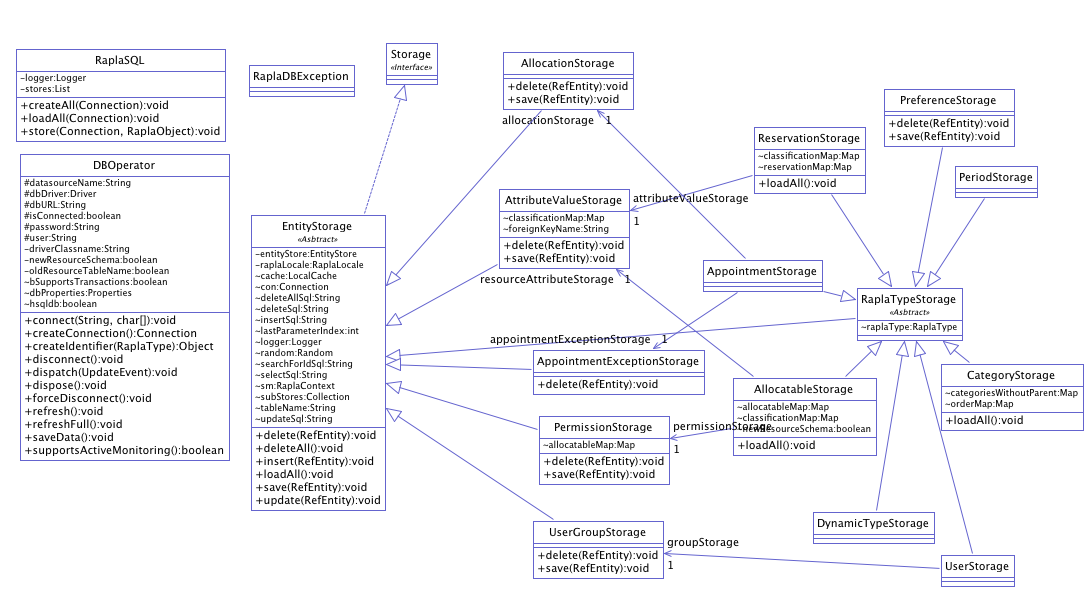 RaplaSQL
~logger:Logger
~stores:List
+createAll(Connection):void
+loadAll(Connection):void
+store(Connection, RaplaObject):void
RaplaDBException
Storage
«Interface»
DBOperator
#datasourceName:String
#dbDriver:Driver
#dbURL:String
#isConnected:boolean
#password:String
#user:String
~driverClassname:String
~newResourceSchema:boolean
~oldResourceTableName:boolean
~bSupportsTransactions:boolean
~dbProperties:Properties
~hsqldb:boolean
+connect(String, char[]):void
+createConnection():Connection
+createIdentifier(RaplaType):Object
+disconnect():void
+dispatch(UpdateEvent):void
+dispose():void
+forceDisconnect():void
+refresh():void
+refreshFull():void
+saveData():void
+supportsActiveMonitoring():boolean
EntityStorage
«Asbtract»
~entityStore:EntityStore
~raplaLocale:RaplaLocale
~cache:LocalCache
~con:Connection
~deleteAllSql:String
~deleteSql:String
~insertSql:String
~lastParameterIndex:int
~logger:Logger
~random:Random
~searchForIdSql:String
~selectSql:String
~sm:RaplaContext
~subStores:Collection
~tableName:String
~updateSql:String
+delete(RefEntity):void
+deleteAll():void
+insert(RefEntity):void
+loadAll():void
+save(RefEntity):void
+update(RefEntity):void
AllocationStorage
+delete(RefEntity):void
+save(RefEntity):void
allocationStorage 1
AttributeValueStorage
~classificationMap:Map
~foreignKeyName:String
+delete(RefEntity):void
+save(RefEntity):void
attributeValueStorage
1
resourceAttributeStorage 1
appointmentExceptionStorage 1
AppointmentExceptionStorage
+delete(RefEntity):void
PermissionStorage
~allocatableMap:Map
+delete(RefEntity):void
+save(RefEntity):void
permissionStorage
1
UserGroupStorage
+delete(RefEntity):void
+save(RefEntity):void
groupStorage
1
ReservationStorage
~classificationMap:Map
~reservationMap:Map
+loadAll():void
AppointmentStorage
AllocatableStorage
~allocatableMap:Map
~classificationMap:Map
~newResourceSchema:boolean
+loadAll():void
PreferenceStorage
+delete(RefEntity):void
+save(RefEntity):void
PeriodStorage
RaplaTypeStorage
«Asbtract»
~raplaType:RaplaType
CategoryStorage
~categoriesWithoutParent:Map
~orderMap:Map
+loadAll():void
DynamicTypeStorage
UserStorage